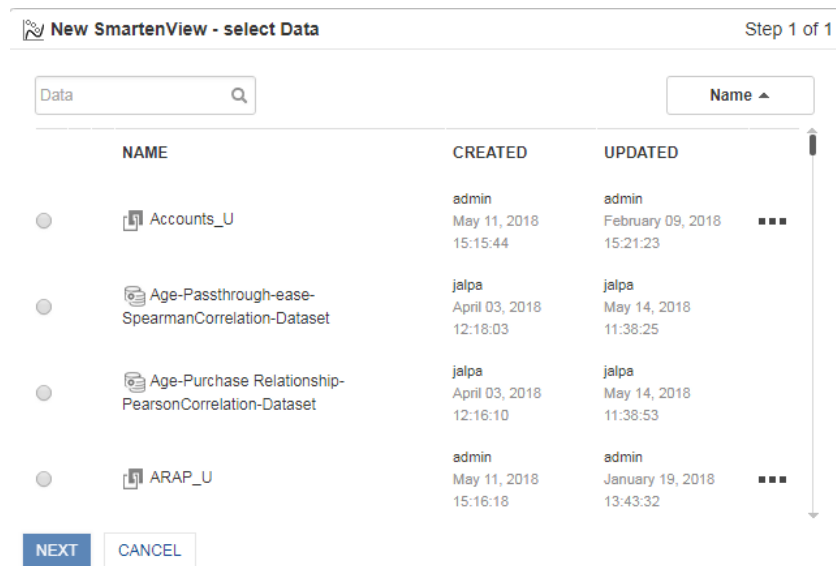 New SmartenView - select Data
Step 1 of 1
Data
Name
NAME CREATED UPDATED
Accounts_U
admin
May 11, 2018
15:15:44
admin
February 09, 2018
15:21:23
Age-Passthrough-ease-
SpearmanCorrelation-Dataset
jalpa
April 03, 2018
12:18:03
jalpa
May 14, 2018
11:38:25
Age-Purchase Relationship-
PearsonCorrelation-Dataset
jalpa
April 03, 2018
12:16:10
jalpa
May 14, 2018
11:38:53
ARAP_U
admin
May 11, 2018
15:16:18
admin
January 19, 2018
13:43:32
NEXT
CANCEL